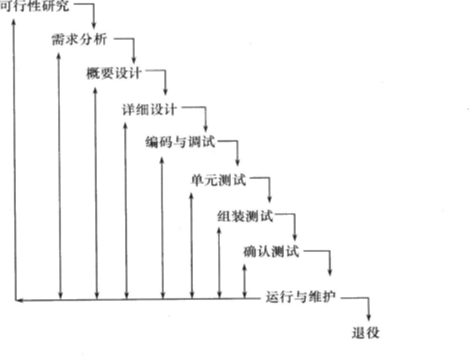 可行性研究
需求分析
概要设计
详细设计
编码与调试
单元测试
组装测试
确认测试
运行与维护
退役